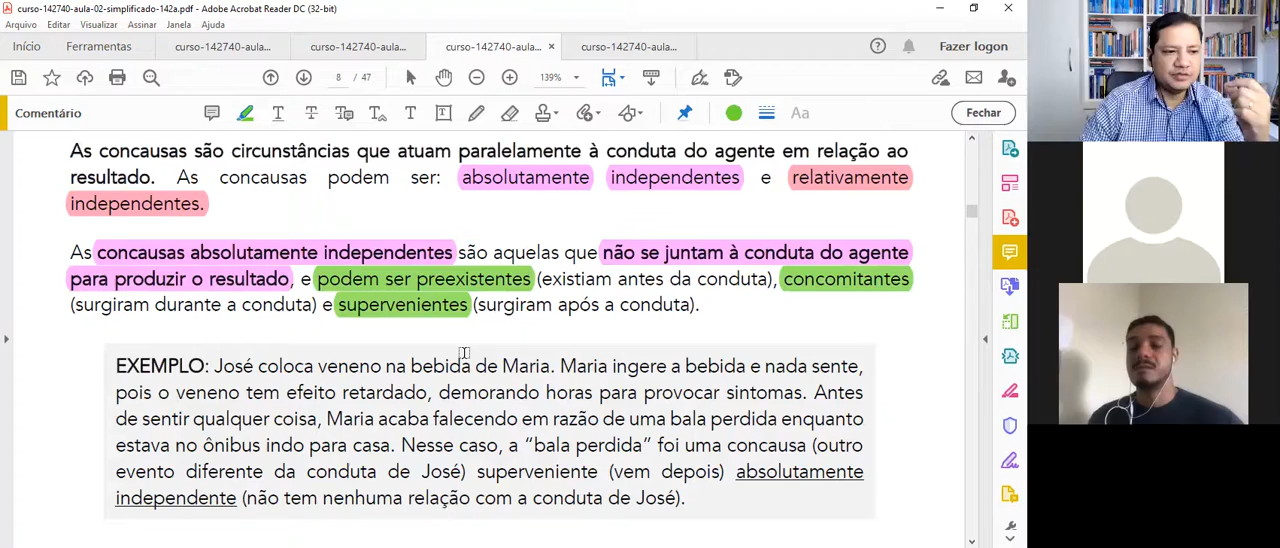 curso-142740-aula-02-simplificado-142a.pdf - Adobe Acrobat Reader DC (32-bit)
Arquivo Editar Visualizar Assinar Janela Ajuda
Início Ferramentas curso-142740-aula... curso-142740-aula... curso-142740-aula... × curso-142740-aula... Fazer logon
8 / 47 139%
Comentário Aa Fechar
As concausas são circunstâncias que atuam paralelamente à conduta do agente em relação ao
resultado. As concausas podem ser: absolutamente independentes e relativamente
independentes.
As concausas absolutamente independentes são aquelas que não se juntam à conduta do agente
para produzir o resultado, e podem ser preexistentes (existiam antes da conduta), concomitantes
(surgiram durante a conduta) e supervenientes (surgiram após a conduta).
EXEMPLO: José coloca veneno na bebida de Maria. Maria ingere a bebida e nada sente,
pois o veneno tem efeito retardado, demorando horas para provocar sintomas. Antes
de sentir qualquer coisa, Maria acaba falecendo em razão de uma bala perdida enquanto
estava no ônibus indo para casa. Nesse caso, a “bala perdida” foi uma concausa (outro
evento diferente da conduta de José) superveniente (vem depois) absolutamente
independente (não tem nenhuma relação com a conduta de José).